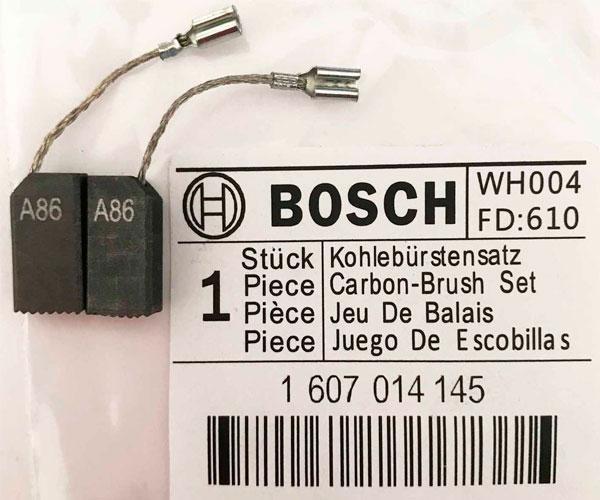 A86 A86
BOSCH
WH004
FD:610
1
Stück Kohlebürstensatz
Piece Carbon-Brush Set
Pièce Jeu De Balais
Piece Juego De Escobillas
1 607 014 145